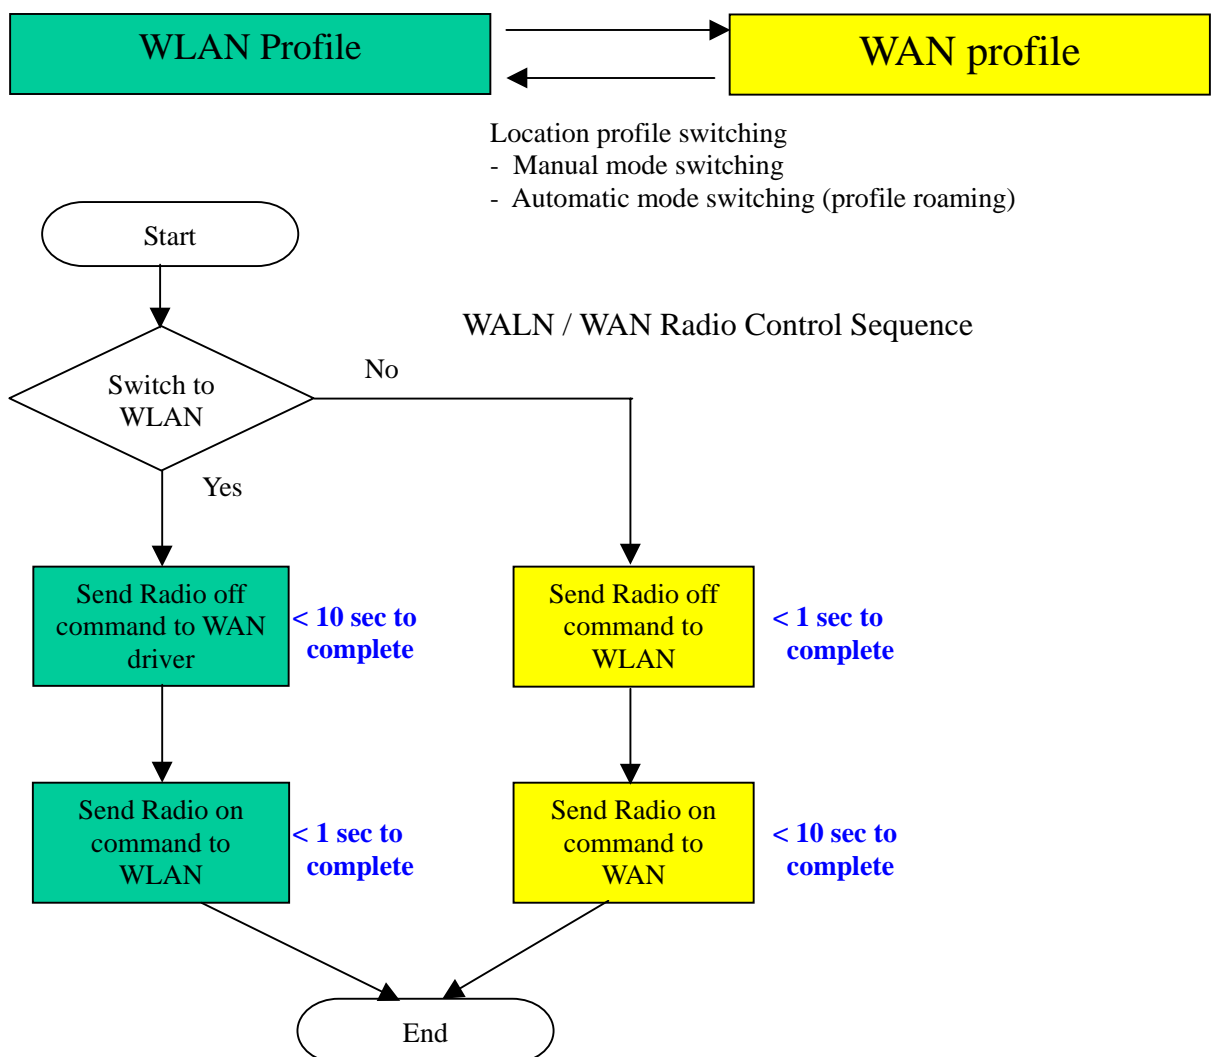 WLAN Profile
WAN profile
Location profile switching
- Manual mode switching
- Automatic mode switching (profile roaming)
Start
WALN / WAN Radio Control Sequence
Switch to
WLAN
No
Yes
Send Radio off
command to WAN
driver
< 10 sec to
complete
Send Radio off
command to
WLAN
< 1 sec to
complete
Send Radio on
command to
WLAN
< 1 sec to
complete
Send Radio on
command to
WAN
< 10 sec to
complete
End